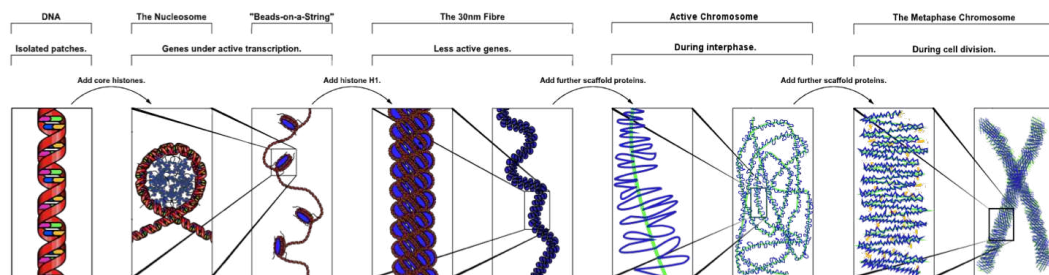 DNA
The Nucleosome
"Beads-on-a-String"
The 30nm Fibre
Active Chromosome
The Metaphase Chromosome
Isolated patches.
Genes under active transcription.
Less active genes.
During interphase.
During cell division.
Add core histones.
Add histone H1.
Add further scaffold proteins.
Add further scaffold proteins.